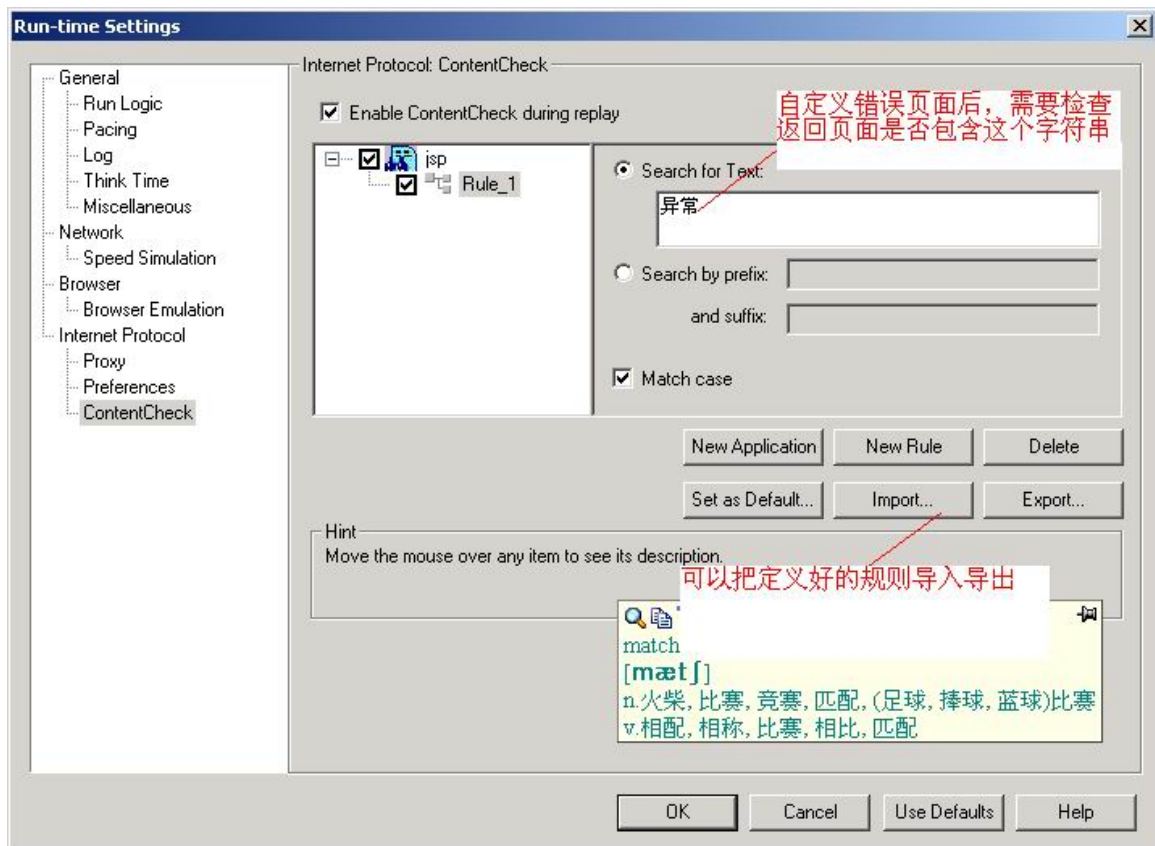 Run-time Settings
General
Run Logic
Pacing
Log
Think Time
Miscellaneous
Network
Speed Simulation
Browser
Browser Emulation
Internet Protocol
Proxy
Preferences
ContentCheck
Internet Protocol: ContentCheck
Enable ContentCheck during replay
自定义错误页面后，需要检查
返回页面是否包含这个字符串
jsp
Rule_1
Search for Text:
异常
Search by prefix:
and suffix:
Match case
New Application
New Rule
Delete
Set as Default...
Import...
Export...
Hint
Move the mouse over any item to see its description.
可以把定义好的规则导入导出
match
[mætʃ]
n.火柴, 比赛, 竞赛, 匹配, (足球, 捧球, 蓝球)比赛
v.相配, 相称, 比赛, 相比, 匹配
OK
Cancel
Use Defaults
Help